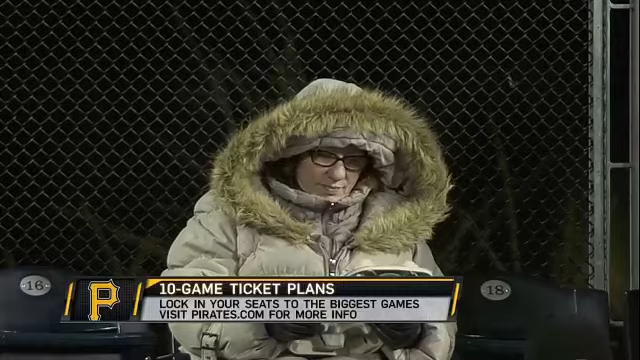 16
18
P
10-GAME TICKET PLANS
LOCK IN YOUR SEATS TO THE BIGGEST GAMES
VISIT PIRATES.COM FOR MORE INFO